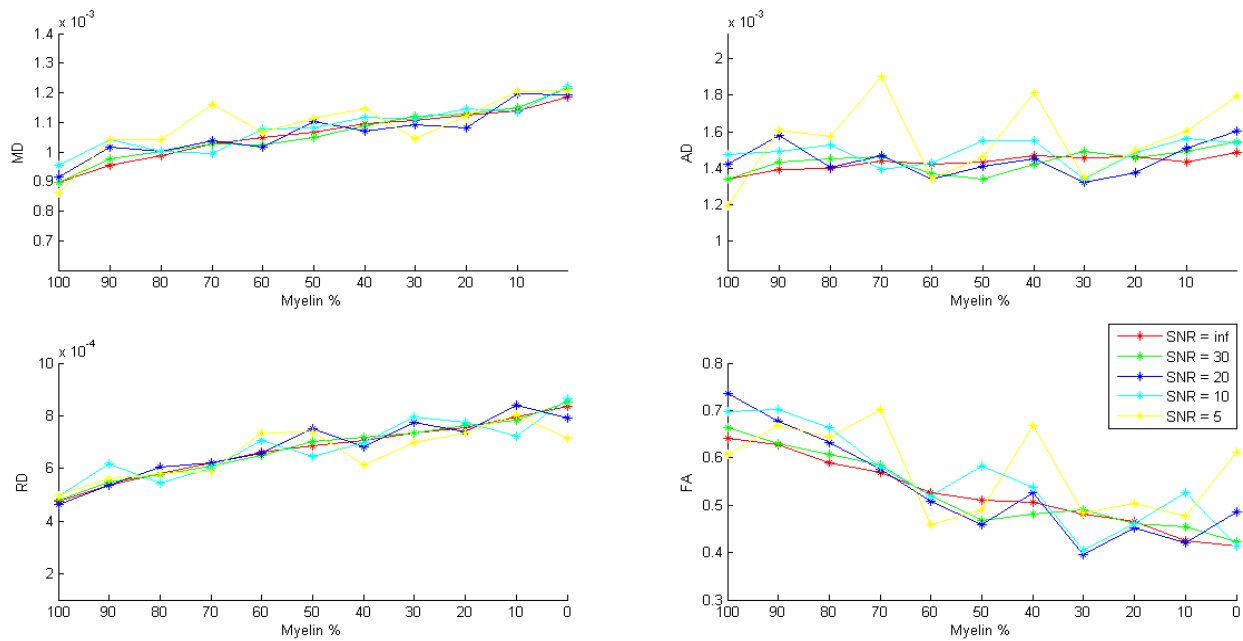 x 10⁻³
1.4
1.3
1.2
1.1
1
0.9
0.8
0.7
MD
100 90 80 70 60 50 40 30 20 10
Myelin %
x 10⁻³
2
1.8
1.6
1.4
1.2
1
AD
100 90 80 70 60 50 40 30 20 10
Myelin %
x 10⁻⁴
10
8
6
4
2
RD
100 90 80 70 60 50 40 30 20 10 0
Myelin %
SNR = inf
SNR = 30
SNR = 20
SNR = 10
SNR = 5
0.8
0.7
0.6
0.5
0.4
0.3
FA
100 90 80 70 60 50 40 30 20 10 0
Myelin %